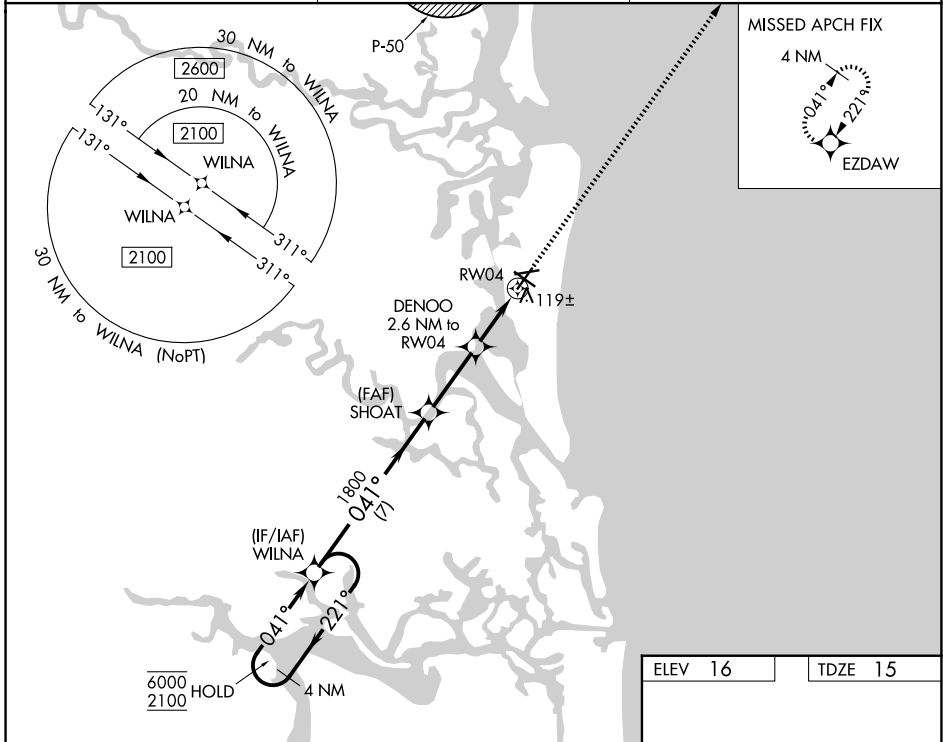 P-50
MISSED APCH FIX
4 NM
041°
221°
EZDAW
30 NM to WILNA
2600
20 NM to WILNA
2100
131°
131°
WILNA
WILNA
311°
311°
2100
30 NM to WILNA (NoPT)
RW04
119±
DENOO
2.6 NM to
RW04
(FAF)
SHOAT
1800
041°
(7)
(IF/IAF)
WILNA
041°
221°
6000
2100
HOLD
4 NM
ELEV 16
TDZE 15